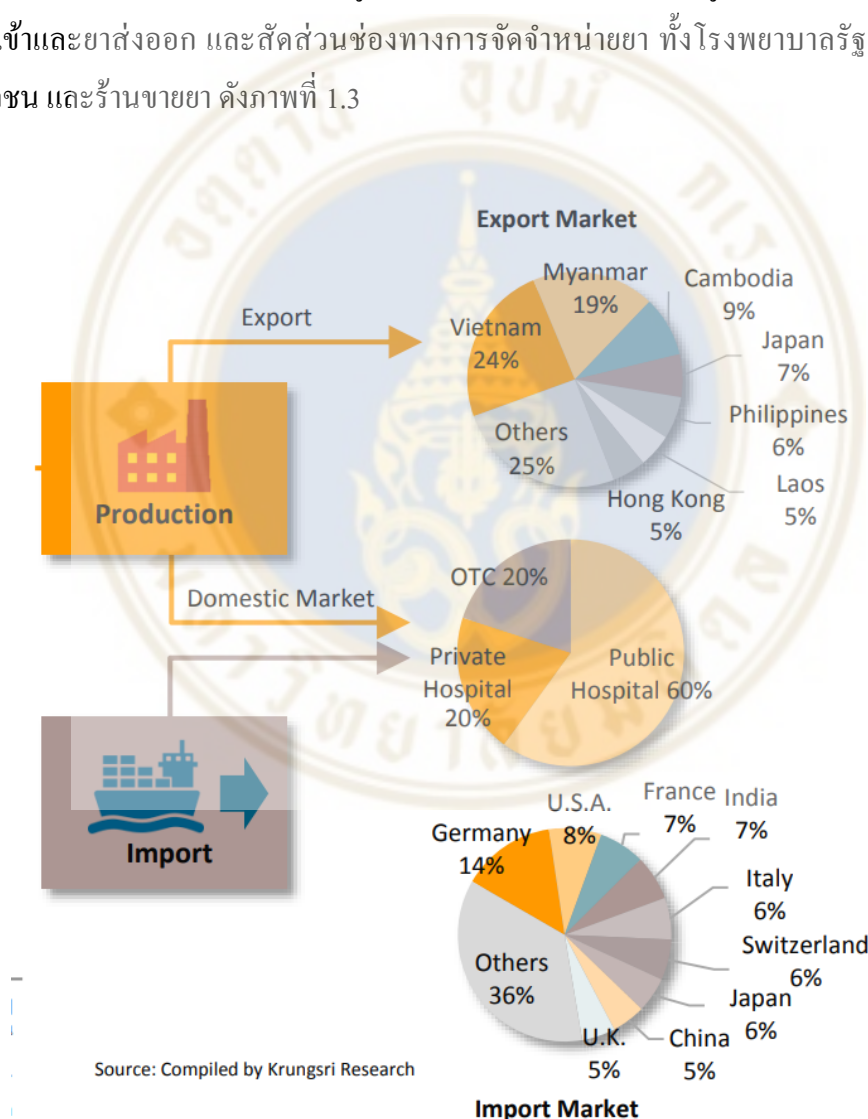 เข้าและยาส่งออก และสัดส่วนช่องทางการจัดจำหน่ายยา ทั้งโรงพยาบาลรัฐ
ชน และร้านขายยา ดังภาพที่ 1.3
Export Market
Myanmar
19%
Cambodia
9%
Export
Vietnam
24%
Japan
7%
Philippines
6%
Others
25%
Laos
5%
Hong Kong
5%
Production
OTC 20%
Domestic Market
Private
Hospital
20%
Public
Hospital 60%
Import
U.S.A.
8%
France
7%
India
7%
Germany
14%
Italy
6%
Switzerland
6%
Others
36%
Japan
6%
U.K.
5%
China
5%
Source: Compiled by Krungsri Research
Import Market